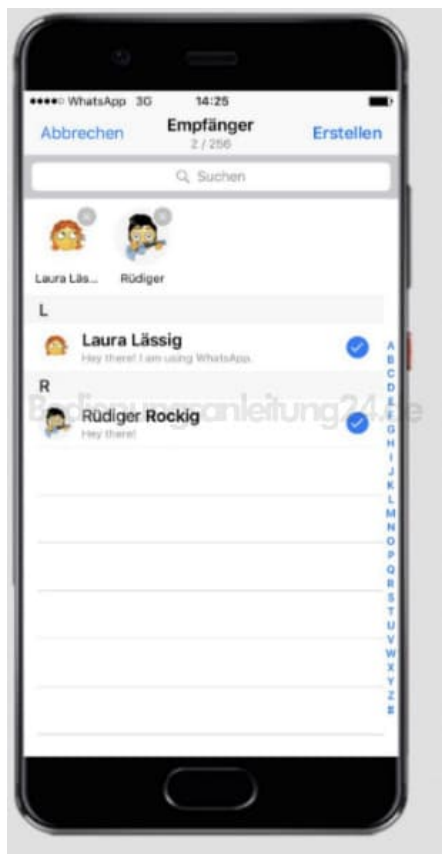 WhatsApp 3G 14:25
Abbrechen Empfänger Erstellen
2 / 256
Suchen
Laura Läs... Rüdiger
L
Laura Lässig
Hey there! I am using WhatsApp.
R
Bedienungsanleitung24.de
Rüdiger Rockig
Hey there!
A
B
C
D
E
F
G
H
I
J
K
L
M
N
O
P
Q
R
S
T
U
V
W
X
Y
Z
#